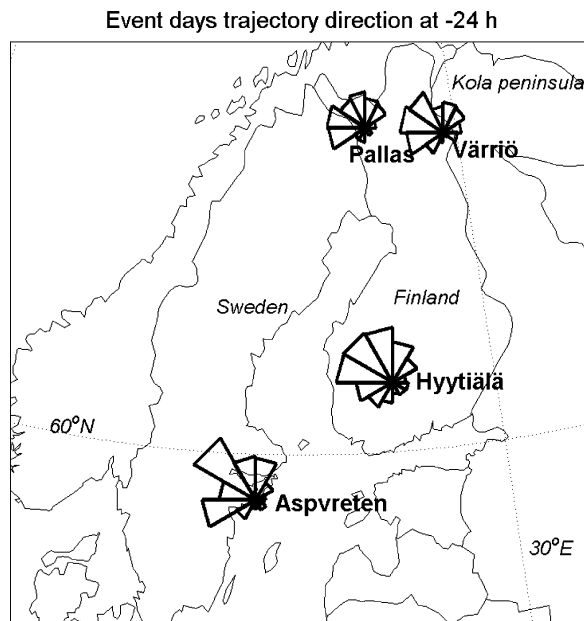 Event days trajectory direction at -24 h
Kola peninsula
Pallas
Värriö
Sweden
Finland
Hyytiälä
60°N
Aspvreten
30°E